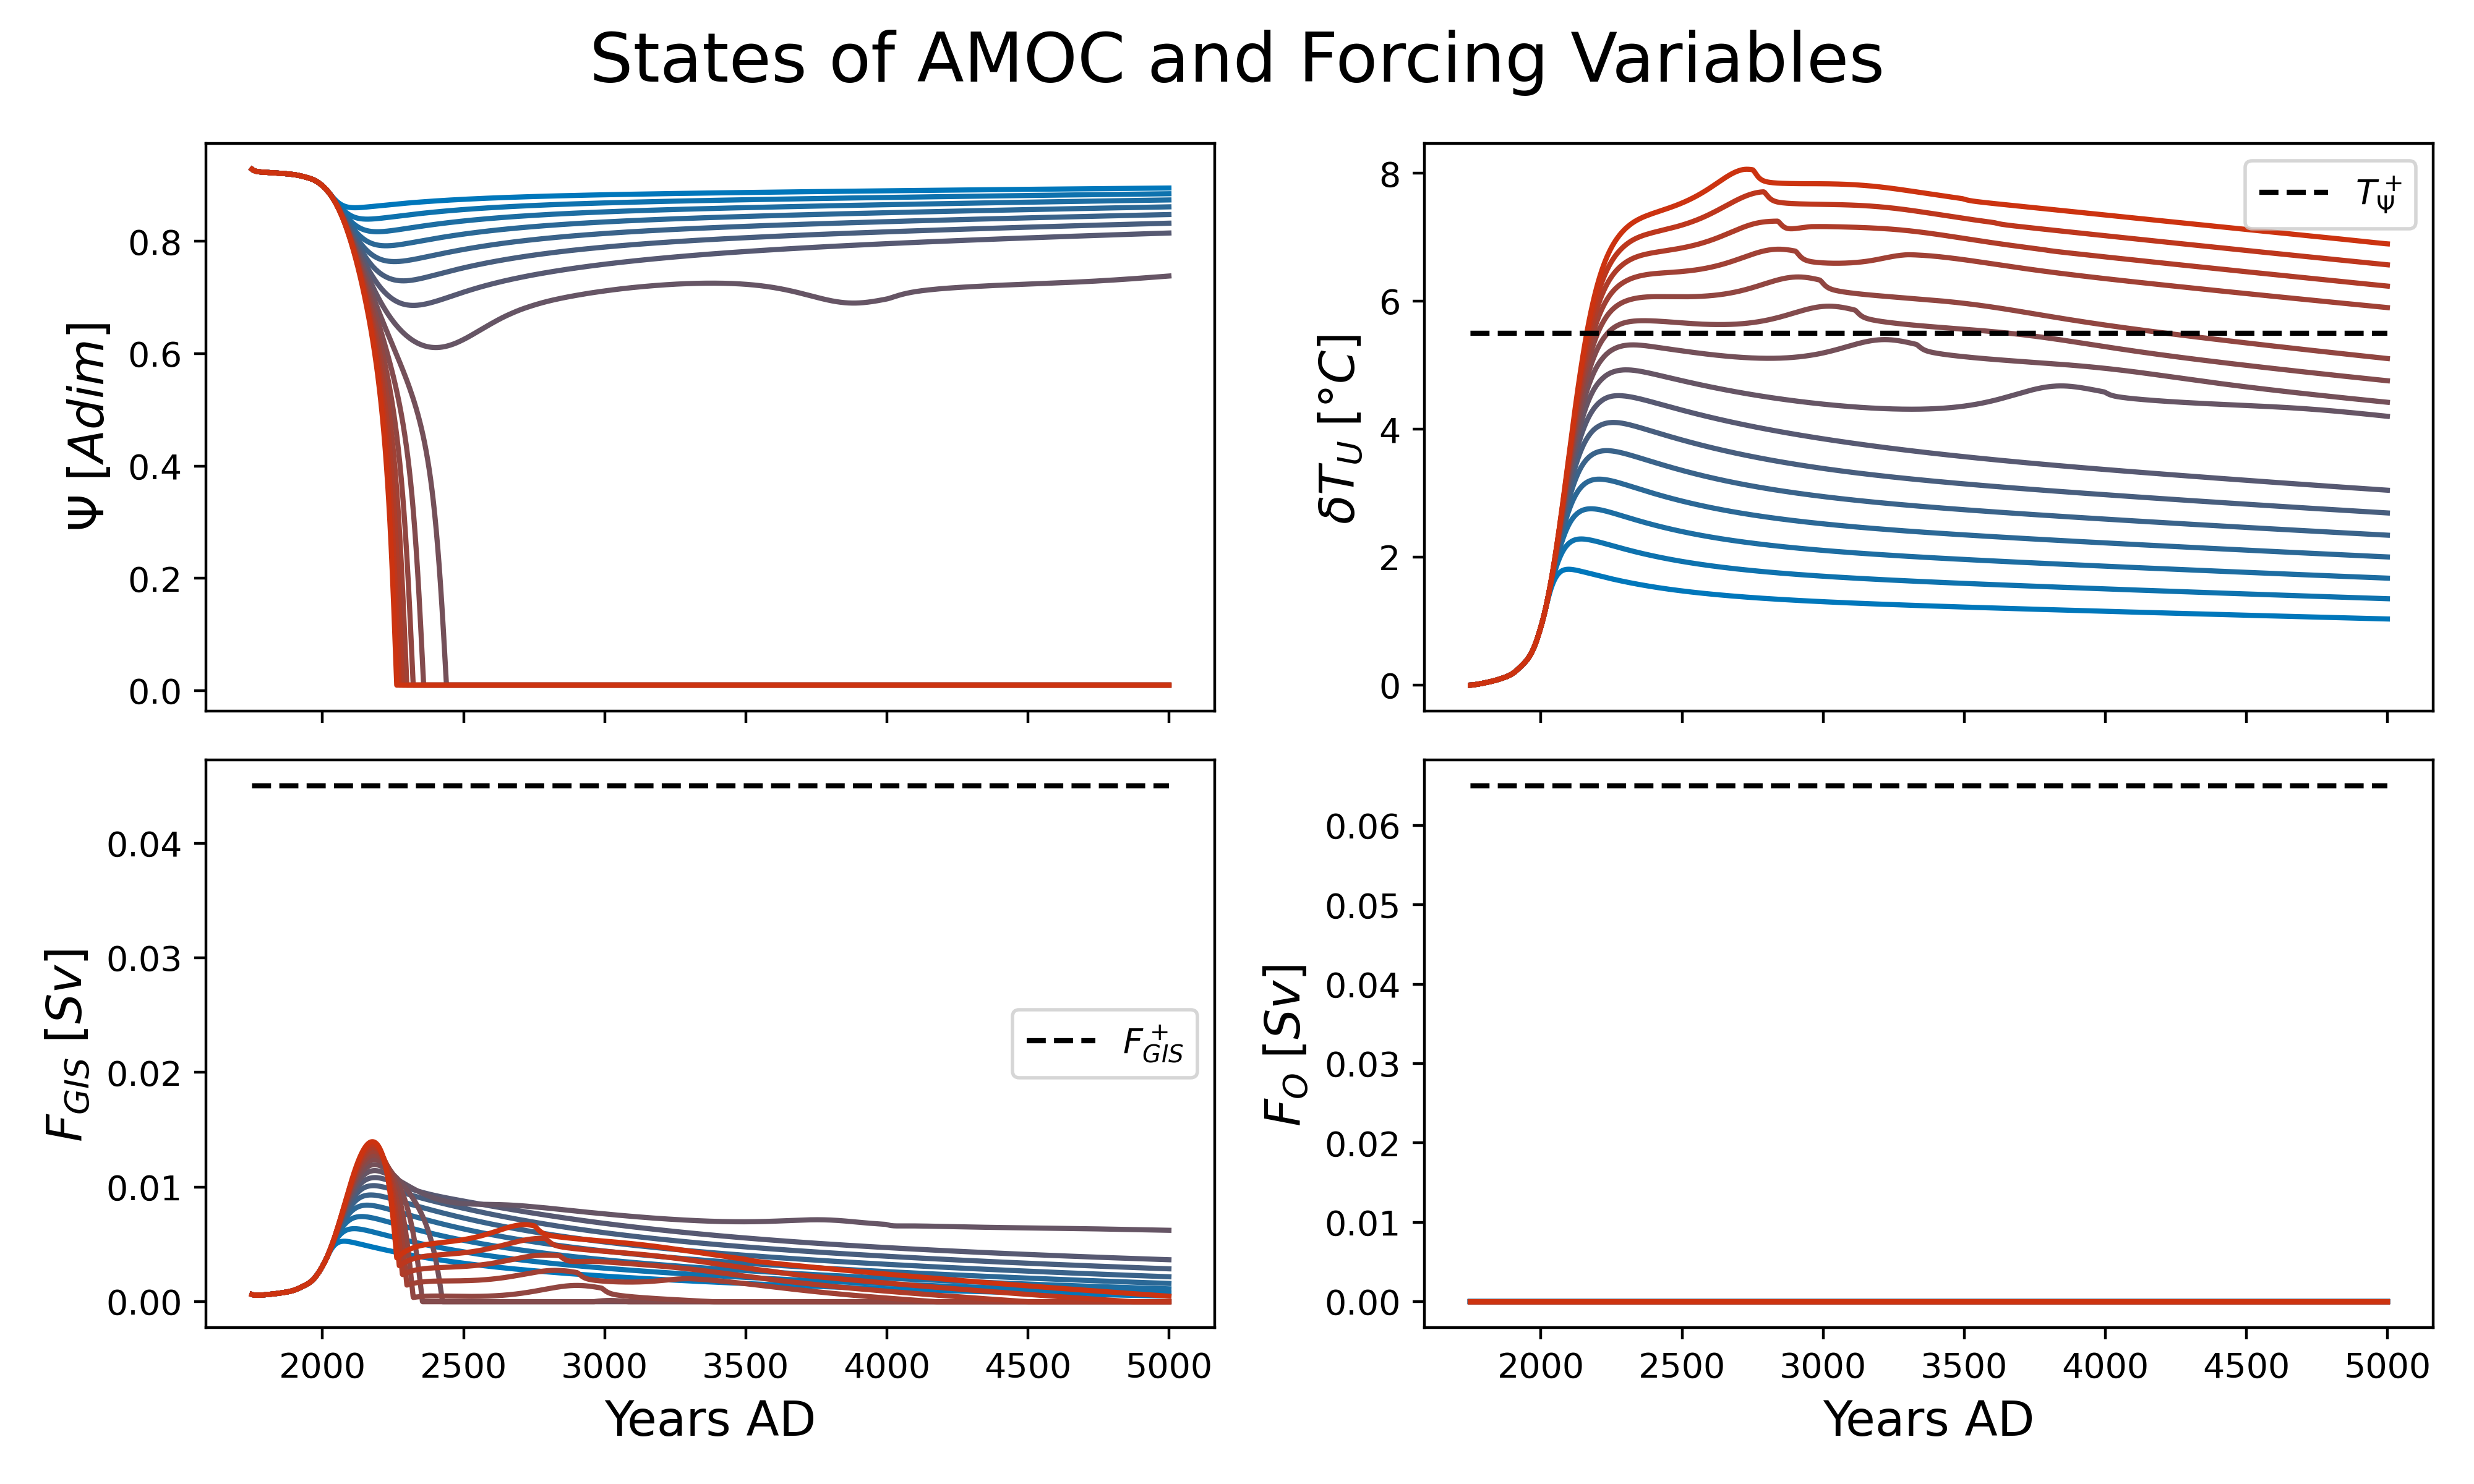 States of AMOC and Forcing Variables
Ψ [Adim]
0.8
0.6
0.4
0.2
0.0
δT_U [°C]
8
6
4
2
0
T_Ψ^+
F_GIS [Sv]
0.04
0.03
0.02
0.01
0.00
F_GIS^+
2000 2500 3000 3500 4000 4500 5000
Years AD
F_O [Sv]
0.06
0.05
0.04
0.03
0.02
0.01
0.00
2000 2500 3000 3500 4000 4500 5000
Years AD